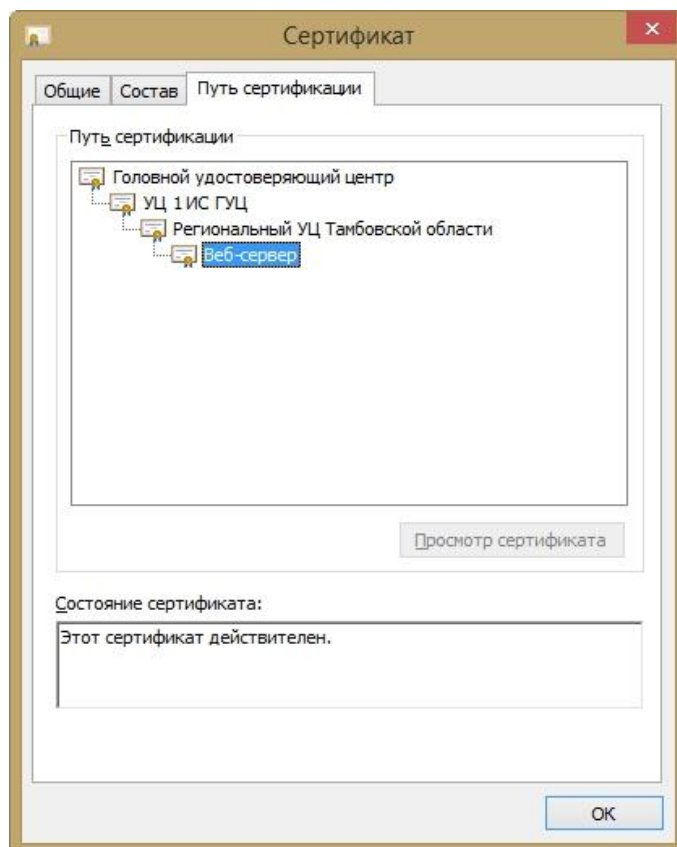 Сертификат
Общие Состав Путь сертификации
Путь сертификации
Головной удостоверяющий центр
УЦ 1 ИС ГУЦ
Региональный УЦ Тамбовской области
Веб-сервер
Просмотр сертификата
Состояние сертификата:
Этот сертификат действителен.
ОК